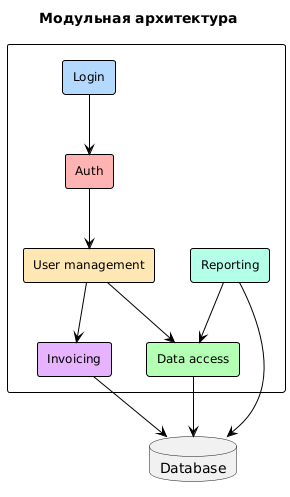 Модульная архитектура
Login
Auth
User management
Reporting
Invoicing
Data access
Database